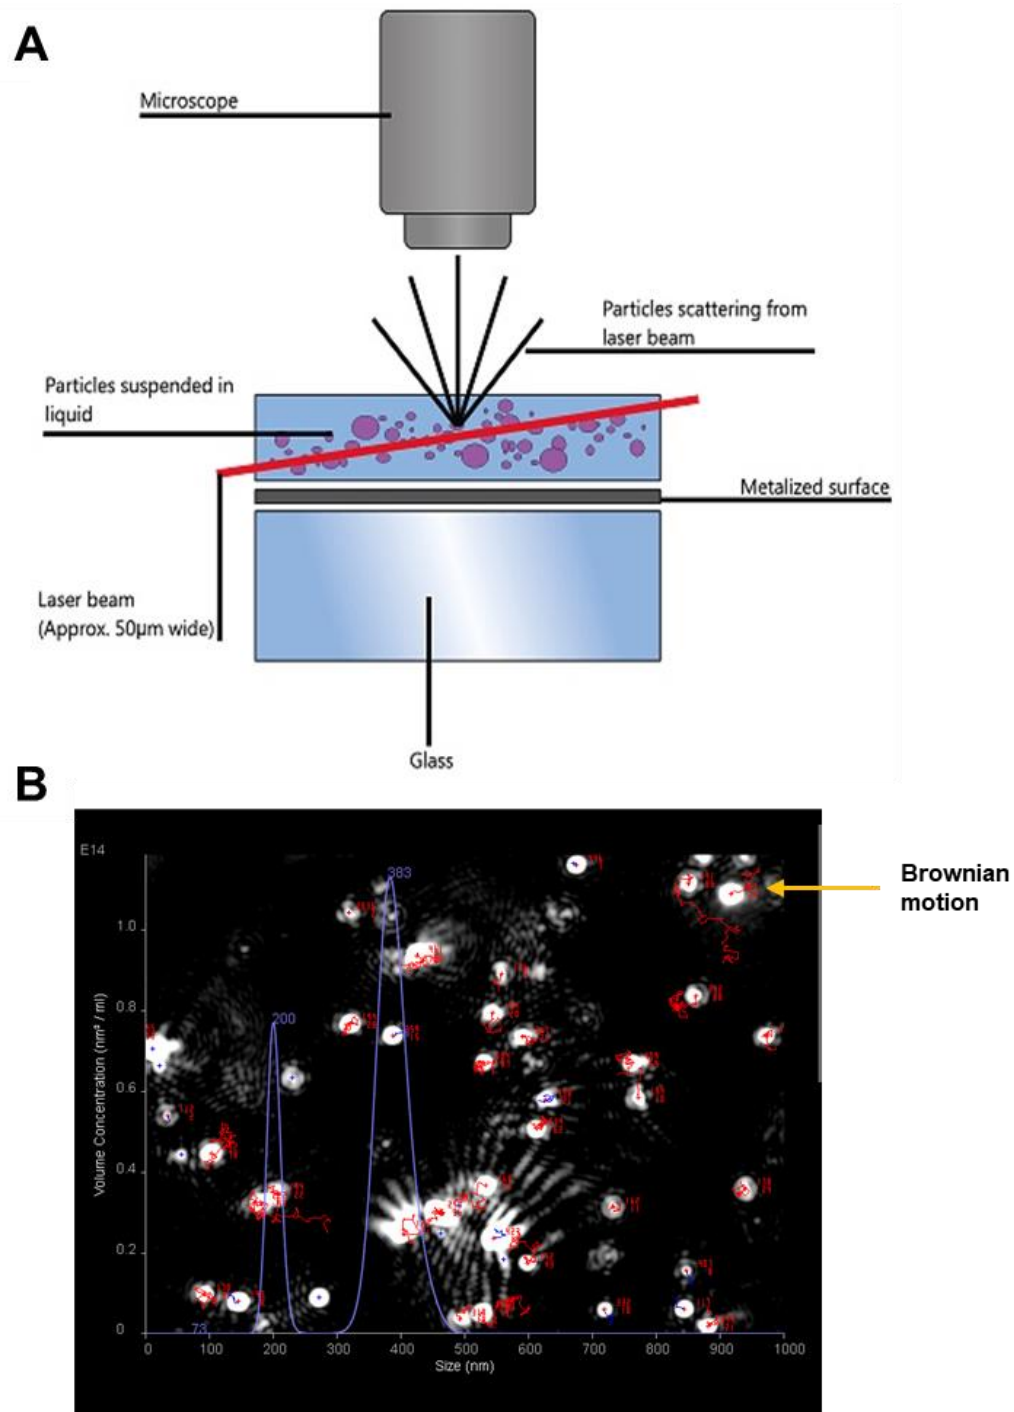 A
Microscope
Particles scattering from
laser beam
Particles suspended in
liquid
Metalized surface
Laser beam
(Approx. 50µm wide)
Glass
B
E14
383
Brownian
motion
1.0
0.8
200
0.6
Volume Concentration (nm³ / ml)
0.4
0.2
73
0
0 100 200 300 400 500 600 700 800 900 1000
Size (nm)